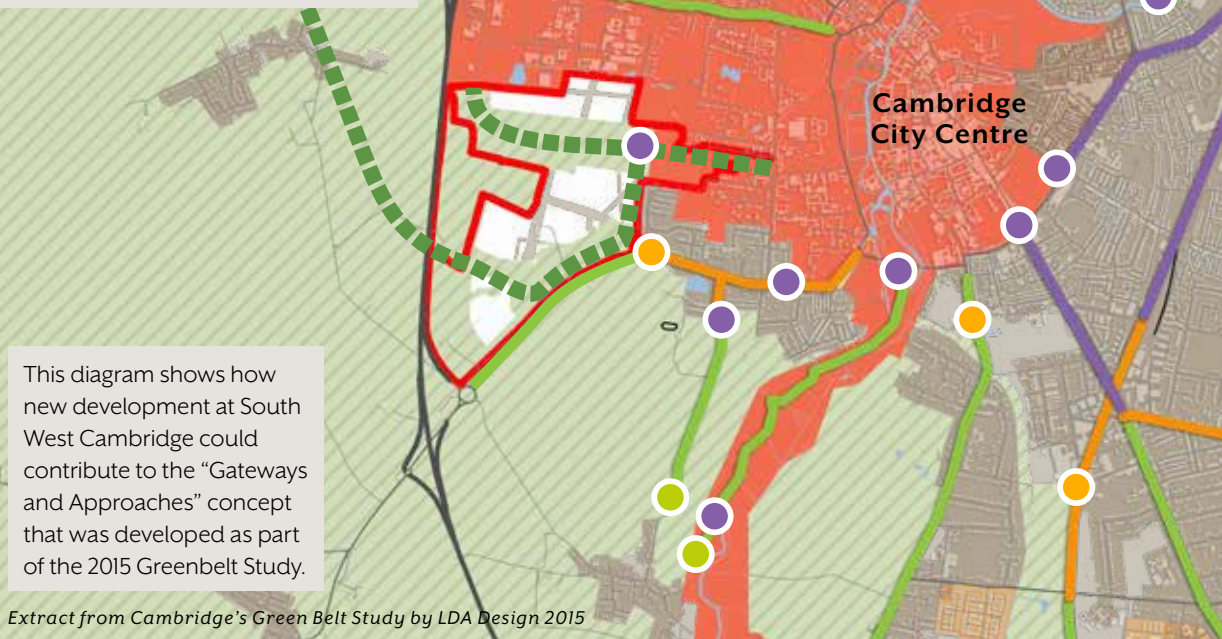 Cambridge
City Centre
This diagram shows how
new development at South
West Cambridge could
contribute to the “Gateways
and Approaches” concept
that was developed as part
of the 2015 Greenbelt Study.
Extract from Cambridge's Green Belt Study by LDA Design 2015